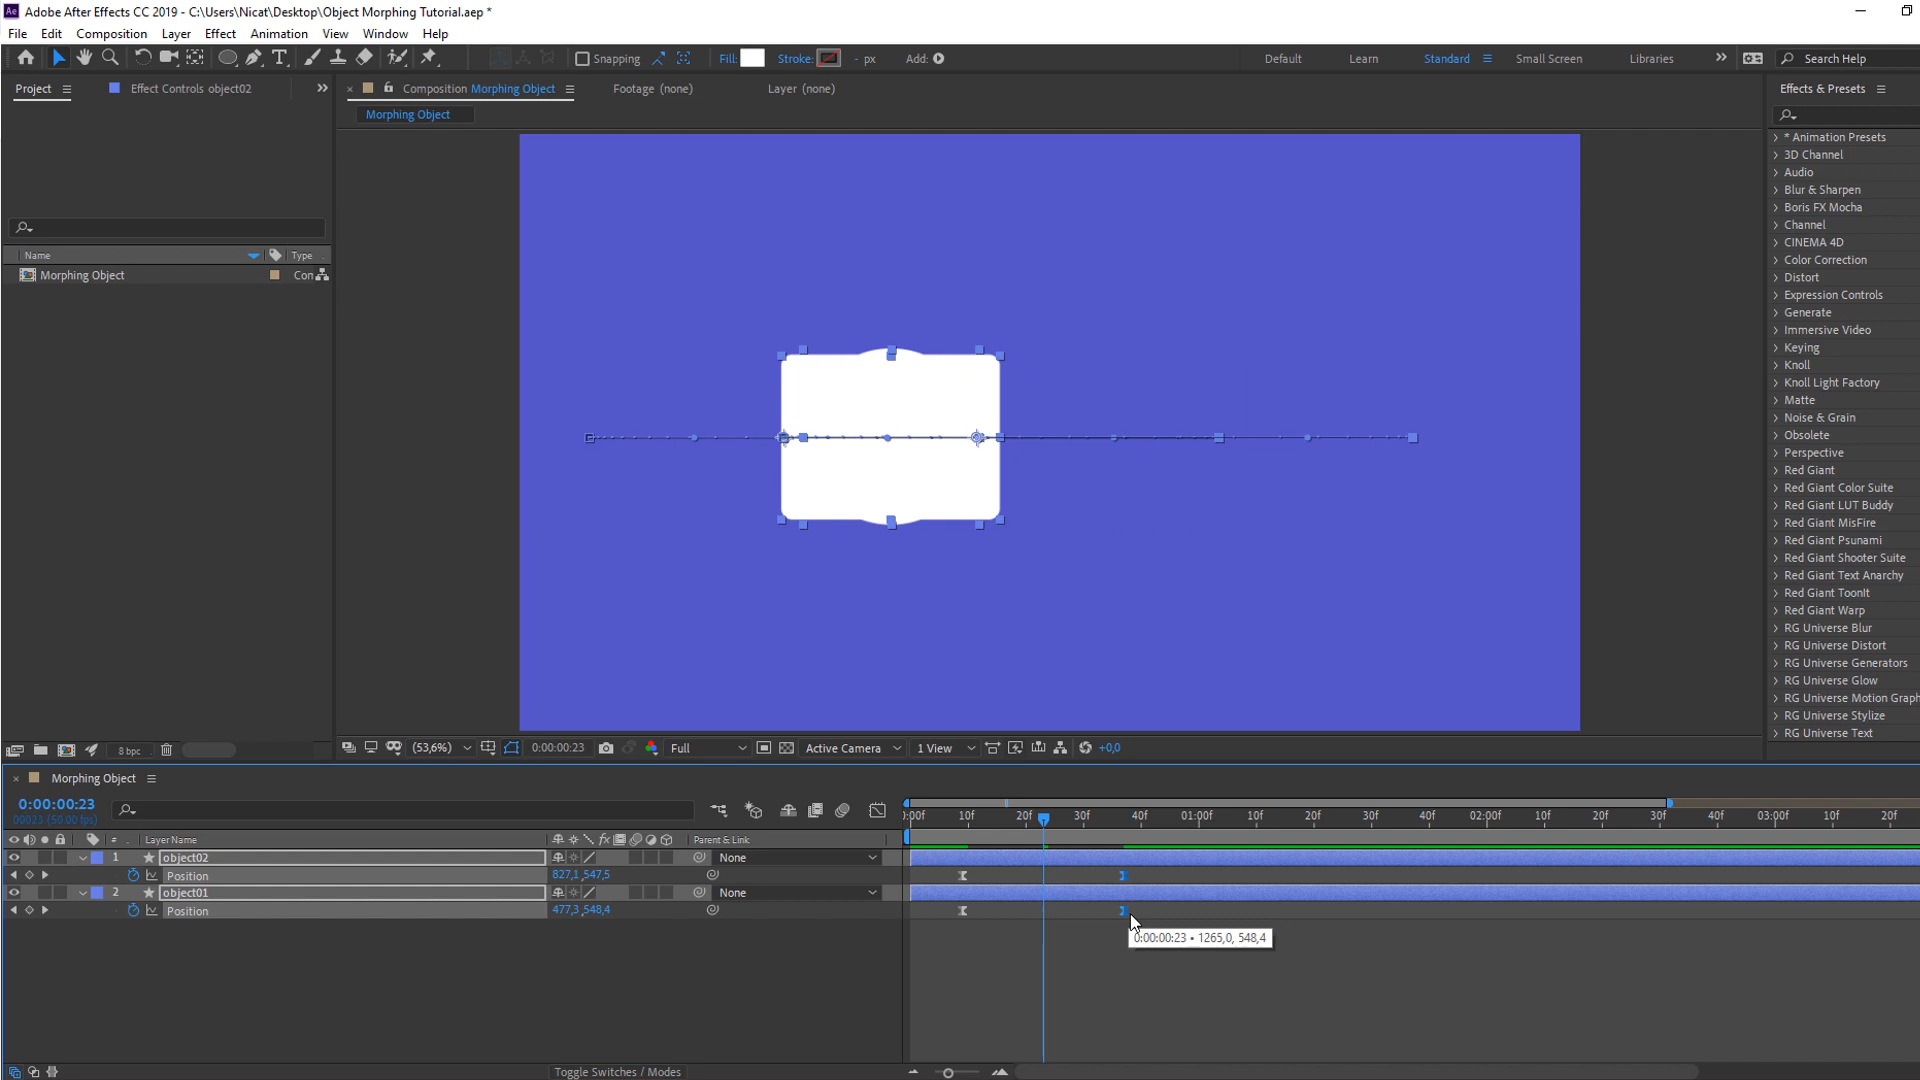 Adobe After Effects CC 2019 - C:\Users\Nicat\Desktop\Object Morphing Tutorial.aep *
File Edit Composition Layer Effect Animation View Window Help
Snapping Fill: Stroke: - px Add: Default Learn Standard Small Screen Libraries Search Help
Project Effect Controls object02 Composition Morphing Object Footage (none) Layer (none) Effects & Presets
Morphing Object
* Animation Presets
3D Channel
Audio
Blur & Sharpen
Boris FX Mocha
Channel
Name Type
CINEMA 4D
Color Correction
Morphing Object Con
Distort
Expression Controls
Generate
Immersive Video
Keying
Knoll
Knoll Light Factory
Matte
Noise & Grain
Obsolete
Perspective
Red Giant
Red Giant Color Suite
Red Giant LUT Buddy
Red Giant MisFire
Red Giant Psunami
Red Giant Shooter Suite
Red Giant Text Anarchy
Red Giant ToonIt
Red Giant Warp
RG Universe Blur
RG Universe Distort
RG Universe Generators
RG Universe Glow
RG Universe Motion Graph
RG Universe Stylize
RG Universe Text
8 bpc (53,6%) 0:00:00:23 Full Active Camera 1 View +0,0
Morphing Object
0:00:00:23
00023 (50.00 fps)
:00f 10f 20f 30f 40f 01:00f 10f 20f 30f 40f 02:00f 10f 20f 30f 40f 03:00f 10f 20f
# Layer Name fx Parent & Link
1 object02 None
Position 827,1,547,5
2 object01 None
Position 477,3,548,4
0:00:00:23 • 1265,0, 548,4
Toggle Switches / Modes